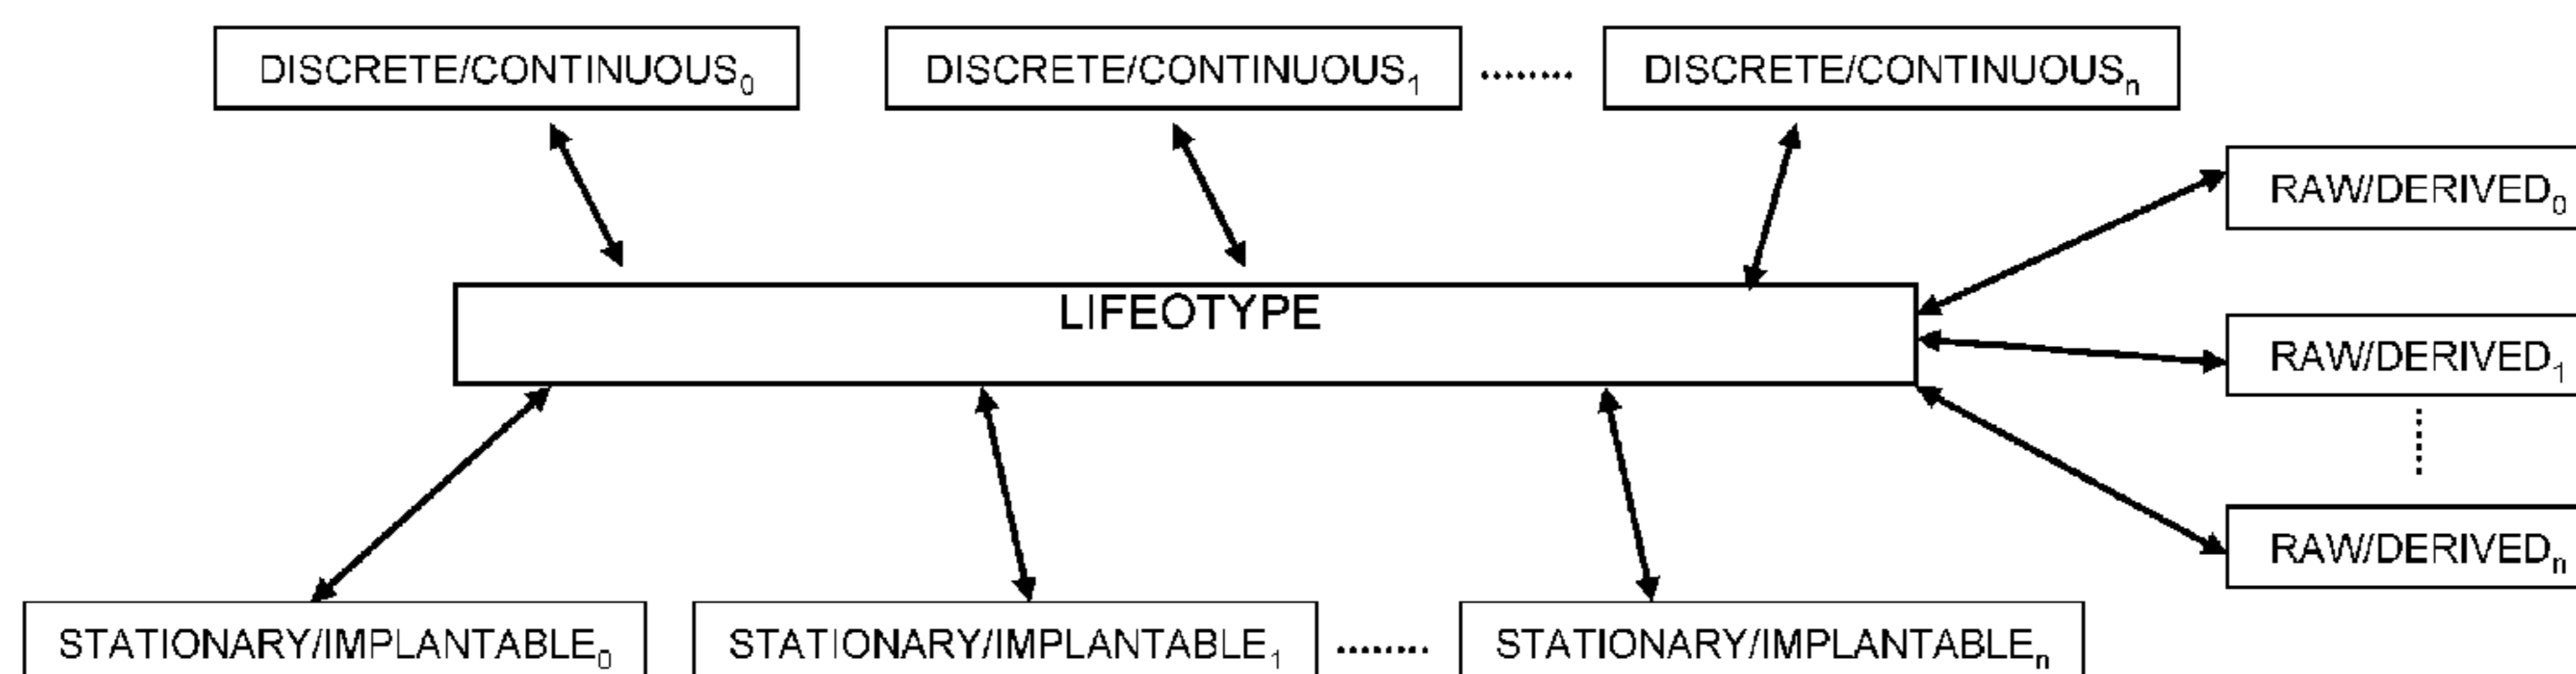 DISCRETE/CONTINUOUS₀ DISCRETE/CONTINUOUS₁ ........ DISCRETE/CONTINUOUSₙ
RAW/DERIVED₀
LIFEOTYPE
RAW/DERIVED₁
RAW/DERIVEDₙ
STATIONARY/IMPLANTABLE₀ STATIONARY/IMPLANTABLE₁ ........ STATIONARY/IMPLANTABLEₙ